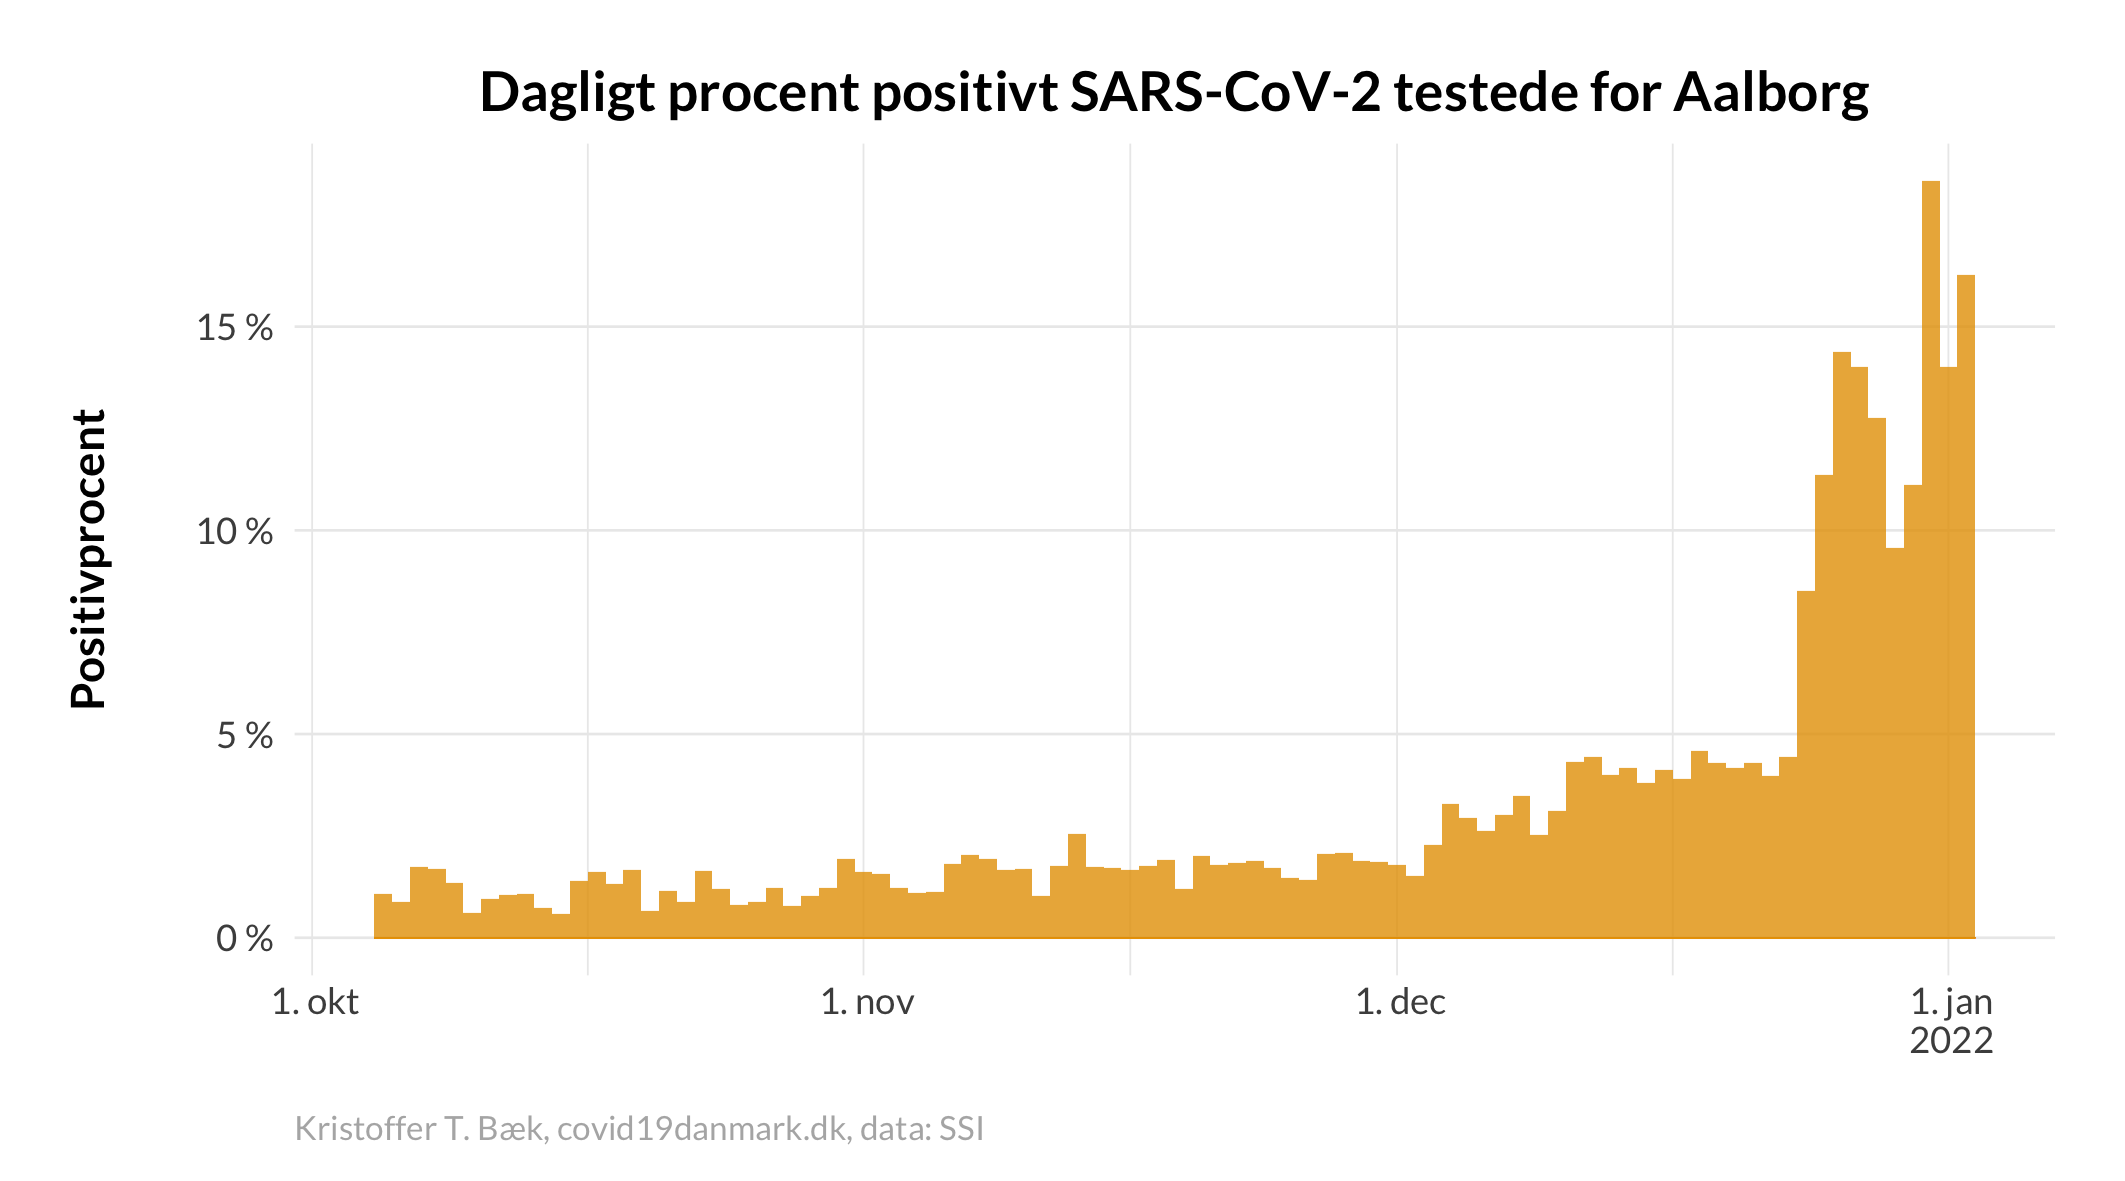 Dagligt procent positivt SARS-CoV-2 testede for Aalborg
Positivprocent
15 %
10 %
5 %
0 %
1. okt
1. nov
1. dec
1. jan
2022
Kristoffer T. Bæk, covid19danmark.dk, data: SSI